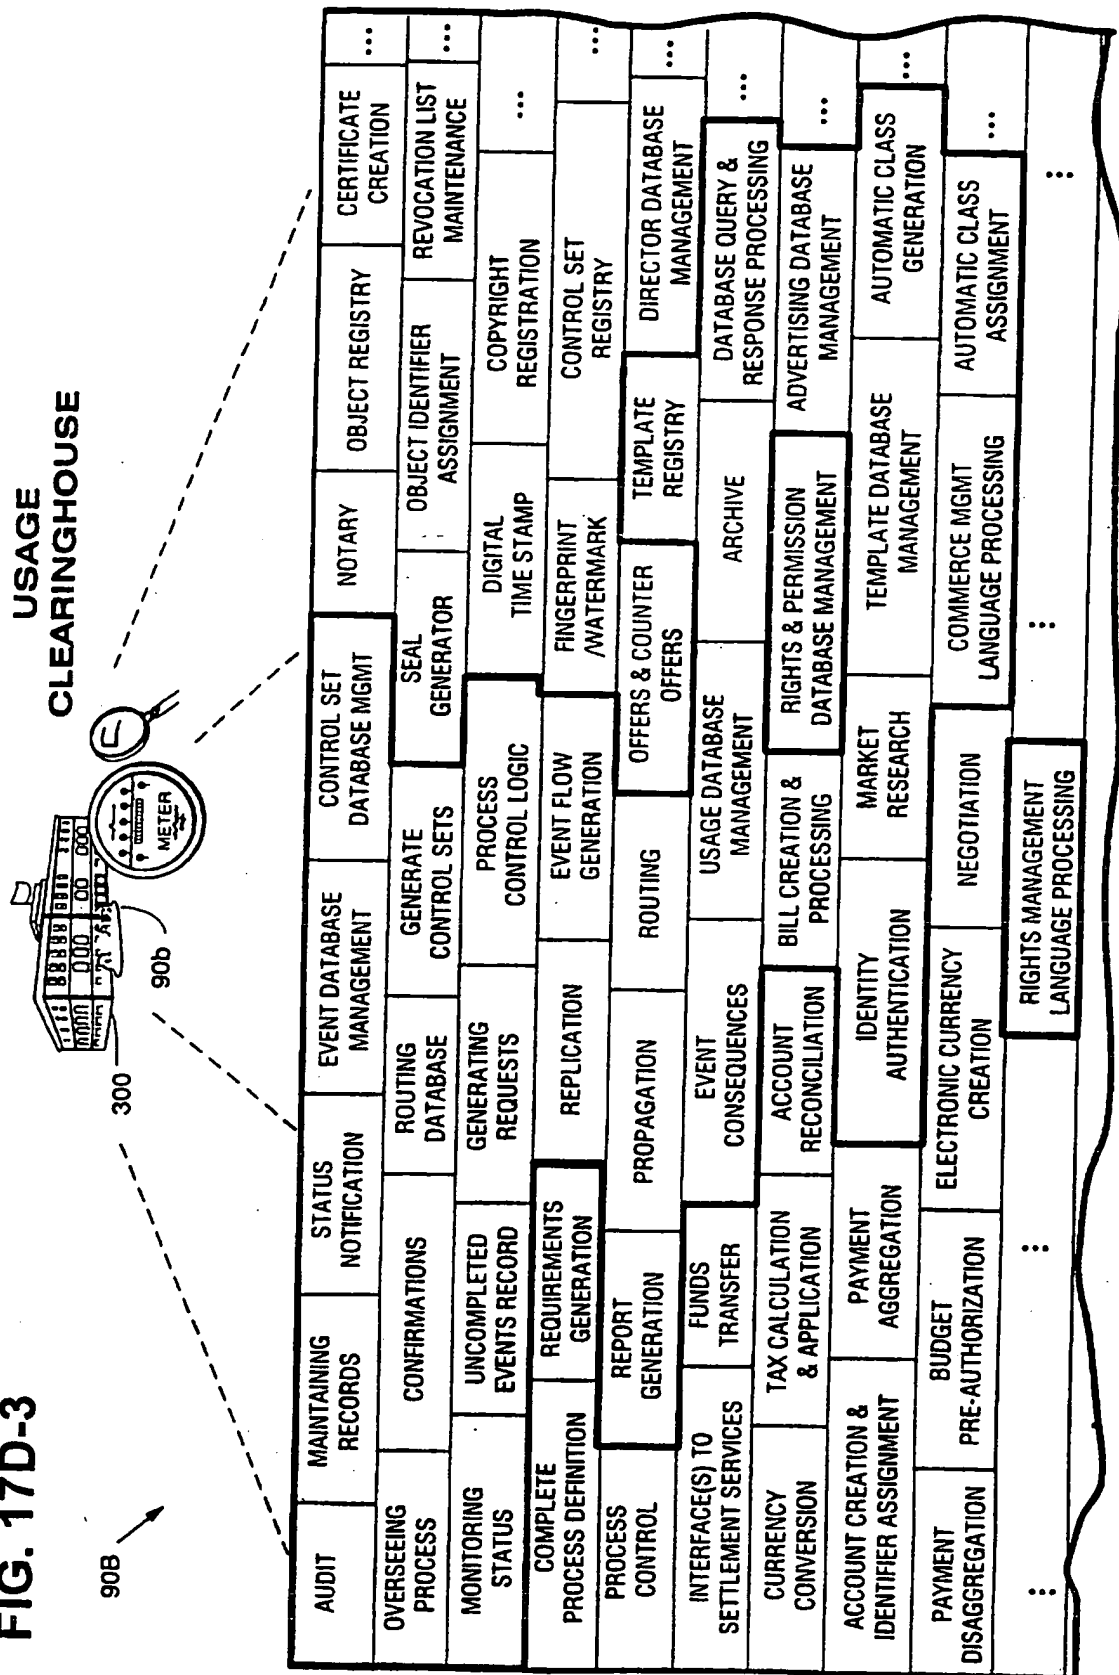 FIG. 17D-3
USAGE
CLEARINGHOUSE
90B
300
90b
METER
AUDIT
MAINTAINING
RECORDS
STATUS
NOTIFICATION
EVENT DATABASE
MANAGEMENT
CONTROL SET
DATABASE MGMT
NOTARY
OBJECT REGISTRY
CERTIFICATE
CREATION
...
OVERSEEING
PROCESS
CONFIRMATIONS
ROUTING
DATABASE
GENERATE
CONTROL SETS
SEAL
GENERATOR
OBJECT IDENTIFIER
ASSIGNMENT
REVOCATION LIST
MAINTENANCE
...
MONITORING
STATUS
UNCOMPLETED
EVENTS RECORD
GENERATING
REQUESTS
PROCESS
CONTROL LOGIC
DIGITAL
TIME STAMP
COPYRIGHT
REGISTRATION
...
COMPLETE
PROCESS DEFINITION
REQUIREMENTS
GENERATION
REPLICATION
EVENT FLOW
GENERATION
FINGERPRINT
/WATERMARK
CONTROL SET
REGISTRY
...
PROCESS
CONTROL
REPORT
GENERATION
PROPAGATION
ROUTING
OFFERS & COUNTER
OFFERS
TEMPLATE
REGISTRY
DIRECTOR DATABASE
MANAGEMENT
...
INTERFACE(S) TO
SETTLEMENT SERVICES
FUNDS
TRANSFER
EVENT
CONSEQUENCES
USAGE DATABASE
MANAGEMENT
ARCHIVE
DATABASE QUERY &
RESPONSE PROCESSING
...
CURRENCY
CONVERSION
TAX CALCULATION
& APPLICATION
ACCOUNT
RECONCILIATION
BILL CREATION &
PROCESSING
RIGHTS & PERMISSION
DATABASE MANAGEMENT
ADVERTISING DATABASE
MANAGEMENT
...
ACCOUNT CREATION &
IDENTIFIER ASSIGNMENT
PAYMENT
AGGREGATION
IDENTITY
AUTHENTICATION
MARKET
RESEARCH
TEMPLATE DATABASE
MANAGEMENT
AUTOMATIC CLASS
GENERATION
...
PAYMENT
DISAGGREGATION
BUDGET
PRE-AUTHORIZATION
ELECTRONIC CURRENCY
CREATION
NEGOTIATION
COMMERCE MGMT
LANGUAGE PROCESSING
AUTOMATIC CLASS
ASSIGNMENT
...
...
...
RIGHTS MANAGEMENT
LANGUAGE PROCESSING
...
...